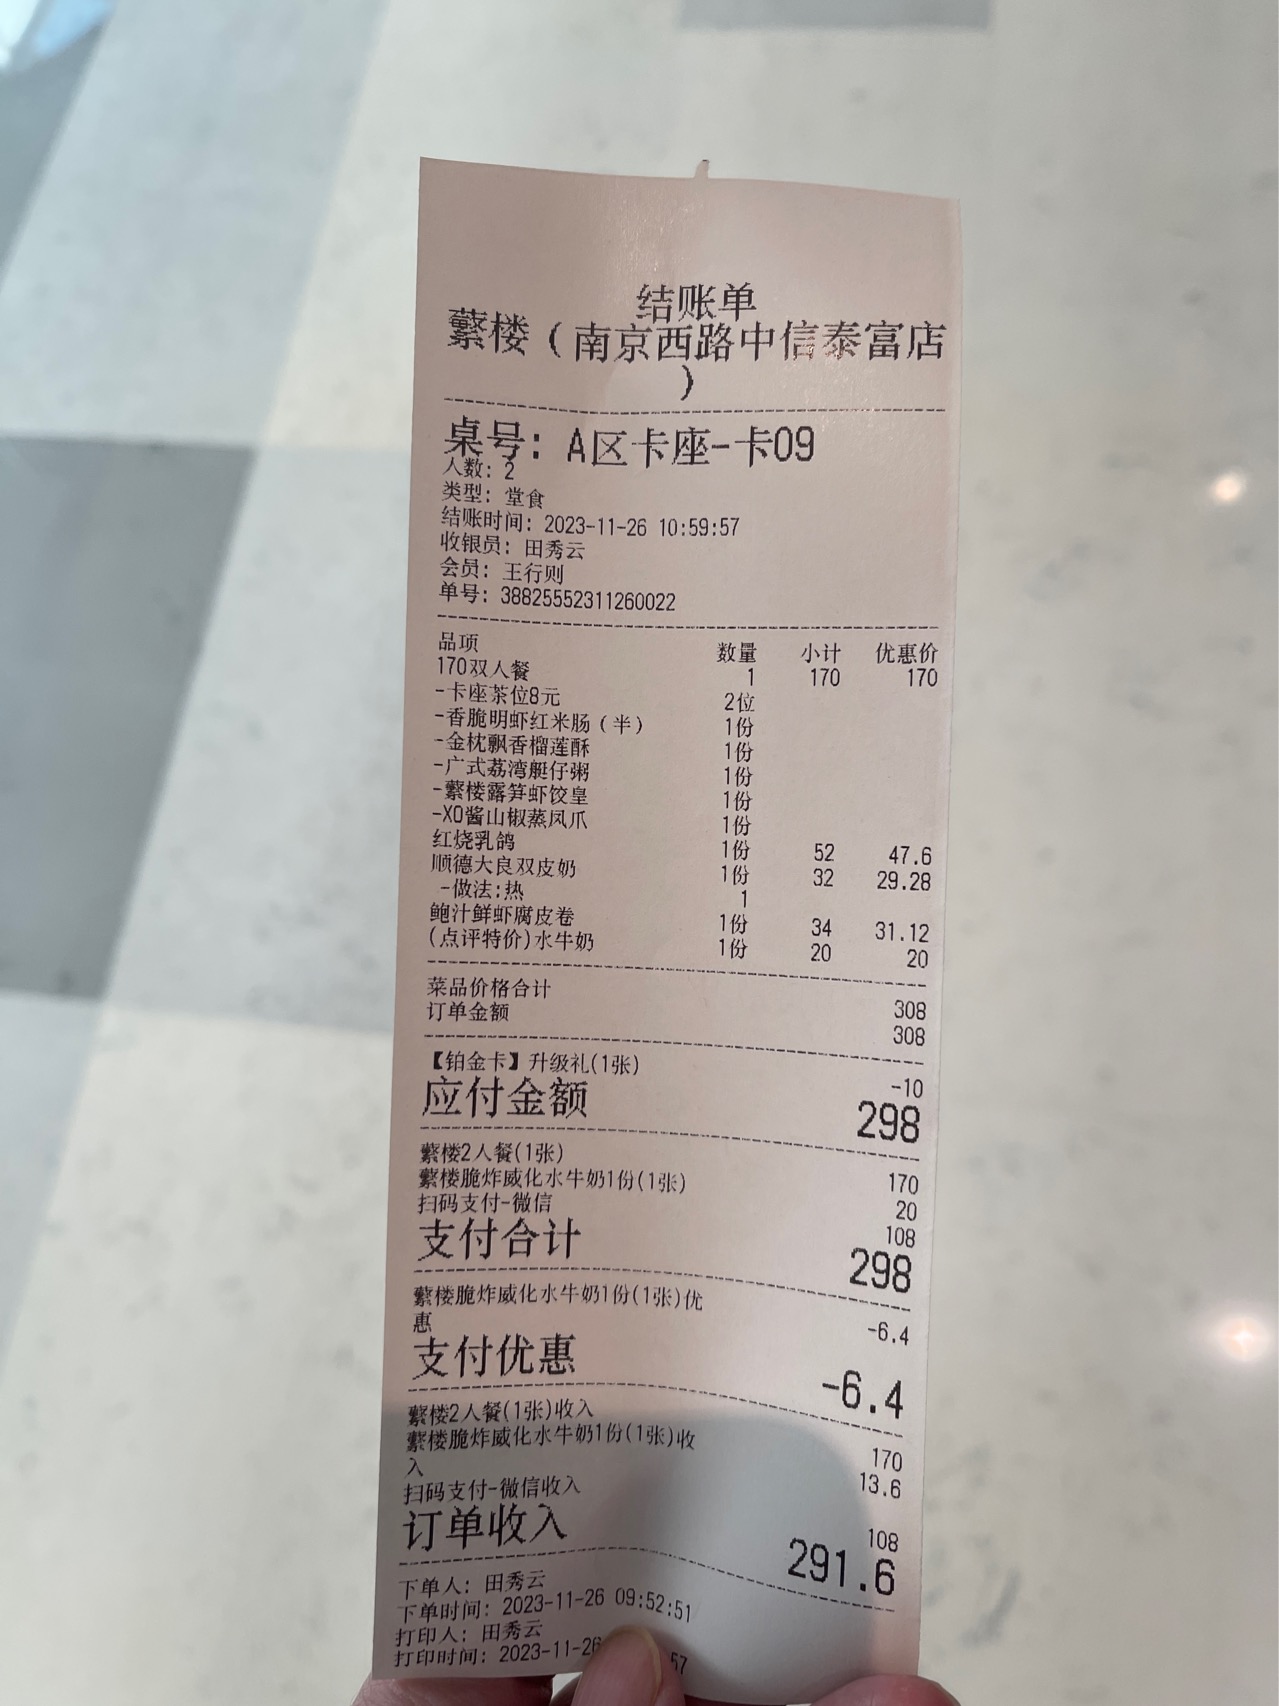 结账单
蘩楼（南京西路中信泰富店
）
桌号：A区卡座-卡09
人数：2
类型：堂食
结账时间：2023-11-26 10:59:57
收银员：田秀云
会员：王行则
单号：38825552311260022
品项 数量 小计 优惠价
170双人餐 1 170 170
-卡座茶位8元 2位
-香脆明虾红米肠（半） 1份
-金枕飘香榴莲酥 1份
-广式荔湾艇仔粥 1份
-蘩楼露笋虾饺皇 1份
-XO酱山椒蒸凤爪 1份
红烧乳鸽 1份 52 47.6
顺德大良双皮奶 1份 32 29.28
-做法:热 1
鲍汁鲜虾腐皮卷 1份 34 31.12
(点评特价)水牛奶 1份 20 20
菜品价格合计 308
订单金额 308
【铂金卡】升级礼(1张) -10
应付金额 298
蘩楼2人餐(1张) 170
蘩楼脆炸威化水牛奶1份(1张) 20
扫码支付-微信 108
支付合计 298
蘩楼脆炸威化水牛奶1份(1张)优
惠 -6.4
支付优惠 -6.4
蘩楼2人餐(1张)收入 170
蘩楼脆炸威化水牛奶1份(1张)收
入 13.6
扫码支付-微信收入 108
订单收入 291.6
下单人：田秀云
下单时间：2023-11-26 09:52:51
打印人：田秀云
打印时间：2023-11-26 57